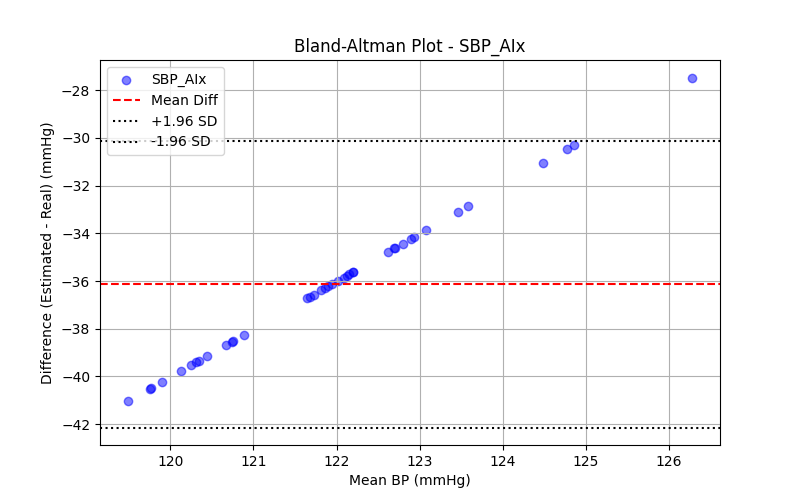 Bland-Altman Plot - SBP_AIx
SBP_AIx
Mean Diff
+1.96 SD
-1.96 SD
Difference (Estimated - Real) (mmHg)
−28
−30
−32
−34
−36
−38
−40
−42
120 121 122 123 124 125 126
Mean BP (mmHg)